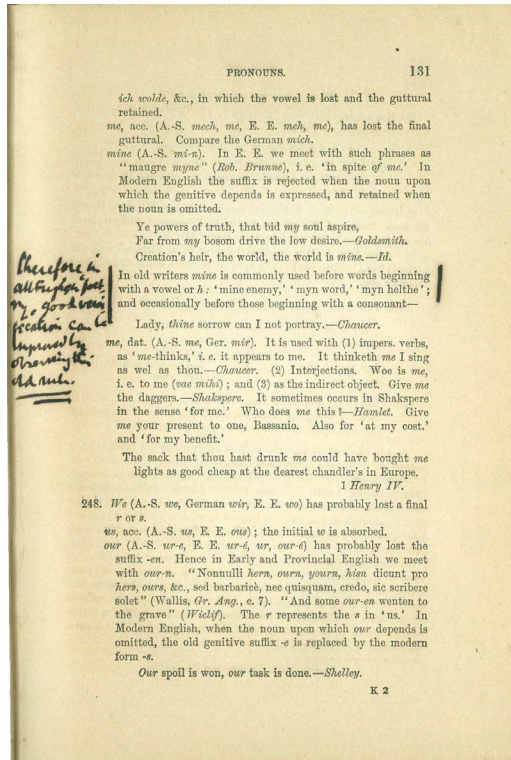 PRONOUNS. 131
ich wolde, &c., in which the vowel is lost and the guttural
retained.
me, acc. (A.-S. mech, me, E. E. meh, me), has lost the final
guttural. Compare the German mich.
mine (A.-S. mi-n). In E. E. we meet with such phrases as
“maugre myne” (Rob. Brunne), i. e. ‘in spite of me.’ In
Modern English the suffix is rejected when the noun upon
which the genitive depends is expressed, and retained when
the noun is omitted.
Ye powers of truth, that bid my soul aspire,
Far from my bosom drive the low desire.—Goldsmith.
Creation's heir, the world, the world is mine.—Id.
Therefore in
all English poet
ry, good versi
fication can be
improved by
observing this
old rule.
In old writers mine is commonly used before words beginning
with a vowel or h: ‘mine enemy,’ ‘myn word,’ ‘myn helthe’;
and occasionally before those beginning with a consonant—
Lady, thine sorrow can I not portray.—Chaucer.
me, dat. (A.-S. me, Ger. mir). It is used with (1) impers. verbs,
as ‘me-thinks,’ i. e. it appears to me. It thinketh me I sing
as wel as thou.—Chaucer. (2) Interjections. Woe is me,
i. e. to me (vae mihi); and (3) as the indirect object. Give me
the daggers.—Shakspere. It sometimes occurs in Shakspere
in the sense ‘for me.’ Who does me this?—Hamlet. Give
me your present to one, Bassanio. Also for ‘at my cost.’
and ‘for my benefit.’
The sack that thou hast drunk me could have bought me
lights as good cheap at the dearest chandler's in Europe.
1 Henry IV.
248. We (A.-S. we, German wir, E. E. wo) has probably lost a final
r or s.
us, acc. (A.-S. us, E. E. ous); the initial w is absorbed.
our (A.-S. ur-e, E. E. ur-é, ur, our-é) has probably lost the
suffix -en. Hence in Early and Provincial English we meet
with our-n. “Nonnulli hern, ourn, yourn, hisn dicunt pro
hers, ours, &c., sed barbaricè, nec quisquam, credo, sic scribere
solet” (Wallis, Gr. Ang., c. 7). “And some our-en wenten to
the grave” (Wiclif). The r represents the s in ‘us.’ In
Modern English, when the noun upon which our depends is
omitted, the old genitive suffix -e is replaced by the modern
form -s.
Our spoil is won, our task is done.—Shelley.
K 2